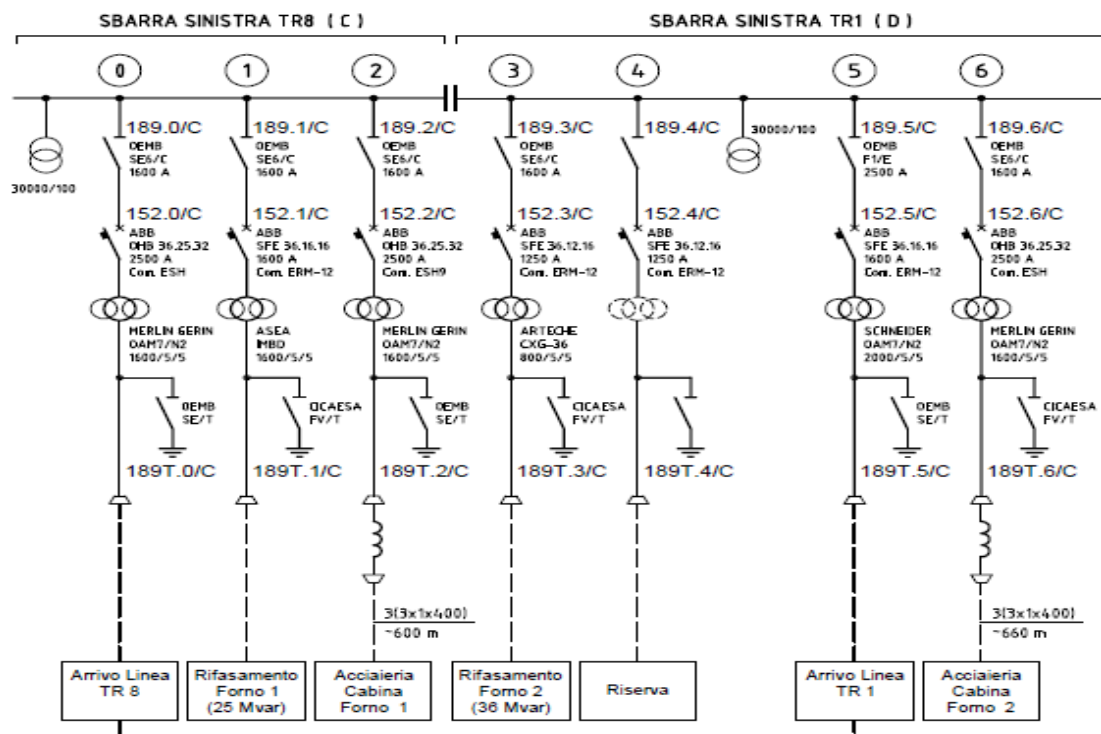 SBARRA SINISTRA TR8 ( C )
SBARRA SINISTRA TR1 ( D )
0
1
2
3
4
5
6
30000/100
30000/100
189.0/C
OEMB
SE6/C
1600 A
189.1/C
OEMB
SE6/C
1600 A
189.2/C
OEMB
SE6/C
1600 A
189.3/C
OEMB
SE6/C
1600 A
189.4/C
189.5/C
OEMB
F1/E
2500 A
189.6/C
OEMB
SE6/C
1600 A
152.0/C
ABB
OHB 36.25.32
2500 A
Com. ESH
152.1/C
ABB
SFE 36.16.16
1600 A
Com. ERM-12
152.2/C
ABB
OHB 36.25.32
2500 A
Com. ESH9
152.3/C
ABB
SFE 36.12.16
1250 A
Com. ERM-12
152.4/C
ABB
SFE 36.12.16
1250 A
Com. ERM-12
152.5/C
ABB
SFE 36.16.16
1600 A
Com. ERM-12
152.6/C
ABB
OHB 36.25.32
2500 A
Com. ESH
MERLIN GERIN
OAM7/N2
1600/5/5
ASEA
IMBD
1600/5/5
MERLIN GERIN
OAM7/N2
1600/5/5
ARTECHE
CXG-36
800/5/5
SCHNEIDER
OAM7/N2
2000/5/5
MERLIN GERIN
OAM7/N2
1600/5/5
OEMB
SE/T
CICAESA
FV/T
OEMB
SE/T
CICAESA
FV/T
OEMB
SE/T
CICAESA
FV/T
189T.0/C
189T.1/C
189T.2/C
189T.3/C
189T.4/C
189T.5/C
189T.6/C
3(3x1x400)
~600 m
3(3x1x400)
~660 m
Arrivo Linea
TR 8
Rifasamento
Forno 1
(25 Mvar)
Acciaieria
Cabina
Forno 1
Rifasamento
Forno 2
(36 Mvar)
Riserva
Arrivo Linea
TR 1
Acciaieria
Cabina
Forno 2